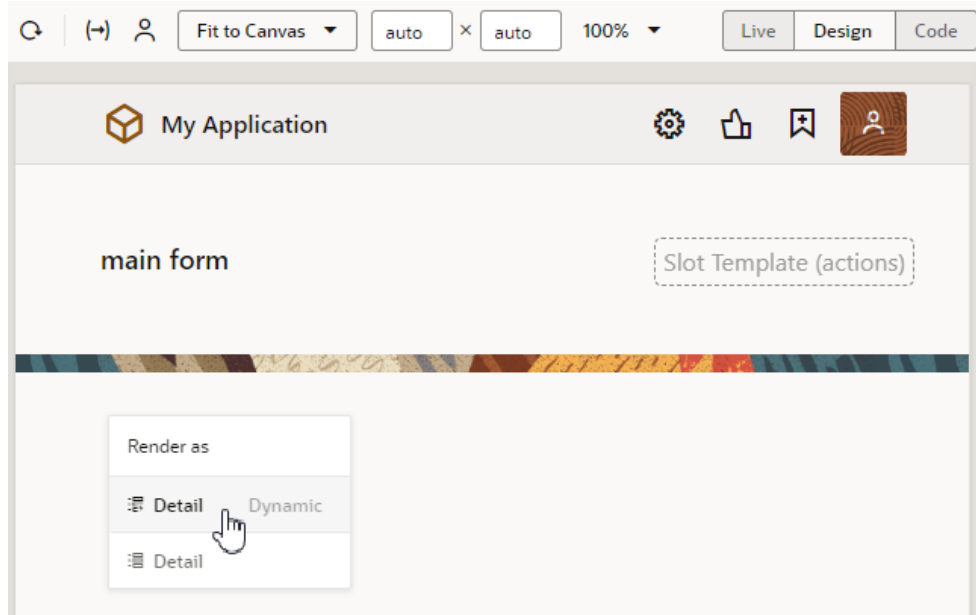 Fit to Canvas auto × auto 100% Live Design Code
My Application
main form Slot Template (actions)
Render as
Detail Dynamic
Detail